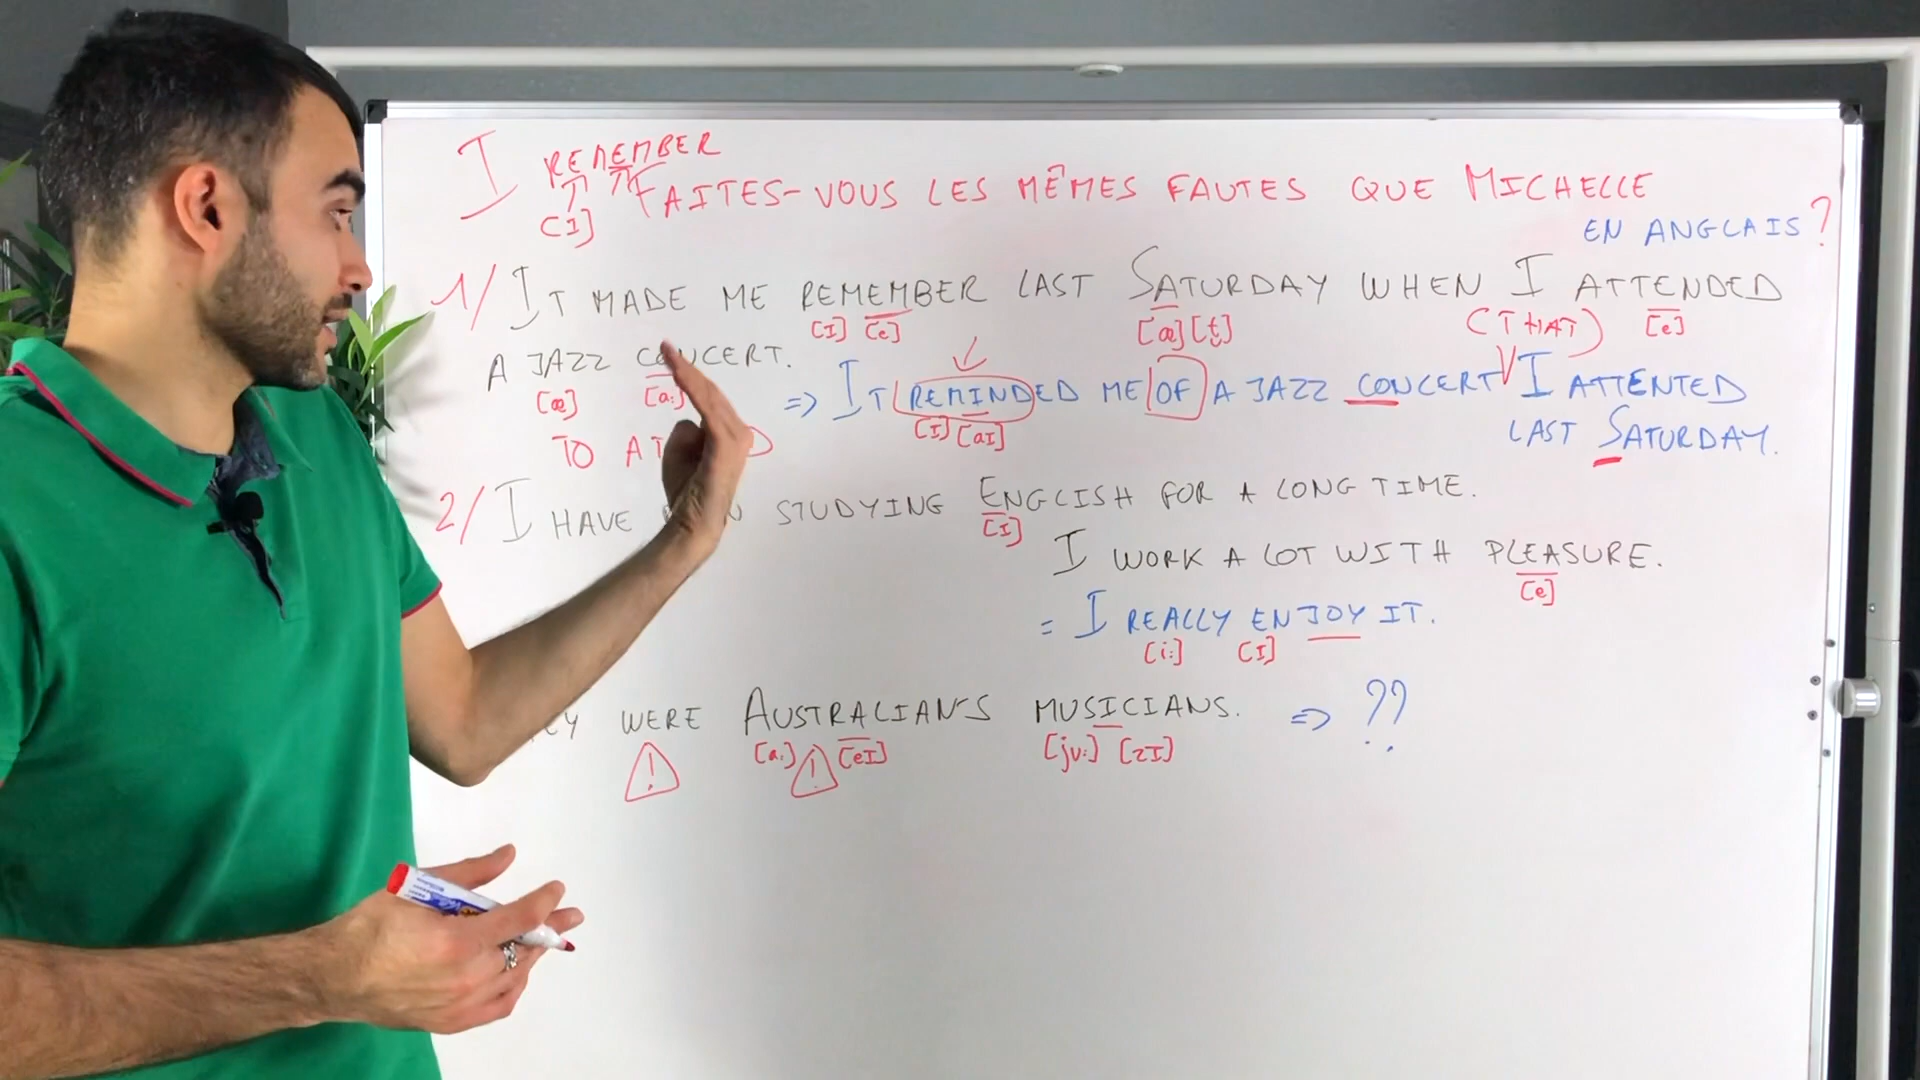 I REMEMBER
[I] FAITES-VOUS LES MÊMES FAUTES QUE MICHELLE
EN ANGLAIS ?
1/ IT MADE ME REMEMBER LAST SATURDAY WHEN I ATTENDED
[I] [e] [æ] [t] (THAT) [e]
A JAZZ CONCERT.
[æ] [a:]
=> IT REMINDED ME OF A JAZZ CONCERT I ATTENTED
[I] [aI]
LAST SATURDAY.
TO
2/ I HAVE STUDYING ENGLISH FOR A LONG TIME.
[I]
I WORK A LOT WITH PLEASURE.
[e]
= I REALLY ENJOY IT.
[i:] [I]
WERE AUSTRALIANS MUSICIANS. => ??
! ! [eI] [ju:] [zI]